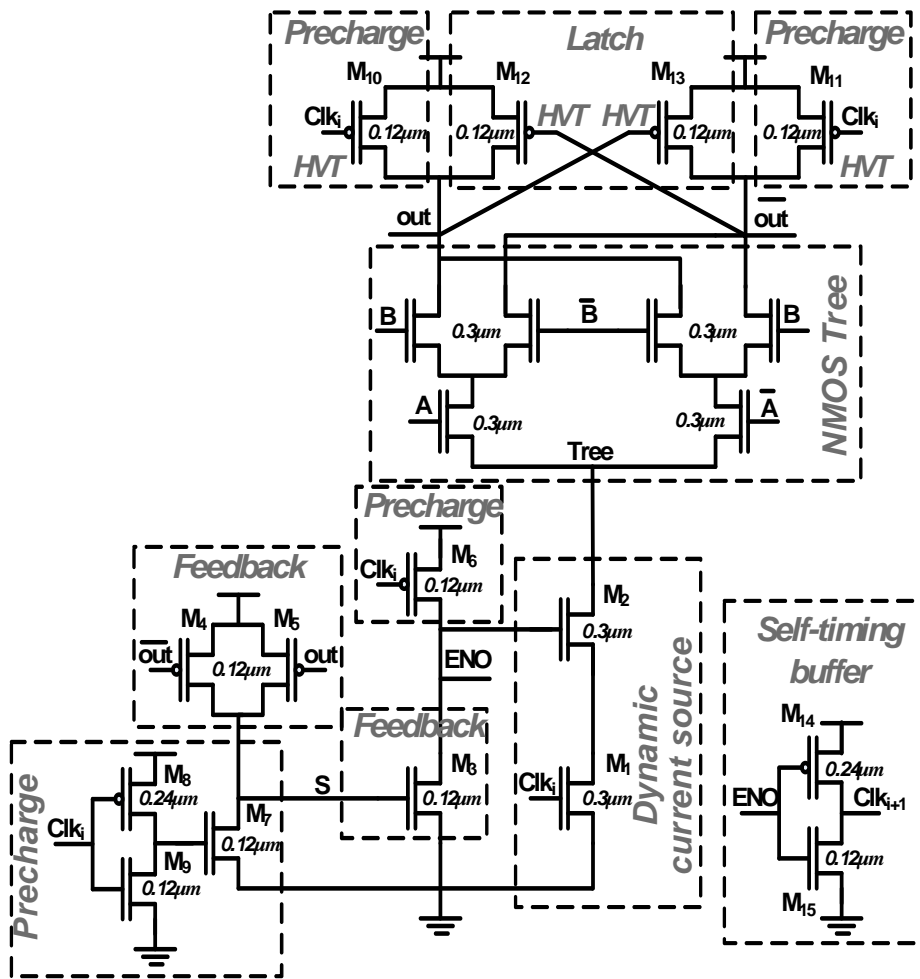 Precharge Latch Precharge
M10 M12 M13 M11
Clki 0.12μm 0.12μm HVT HVT 0.12μm 0.12μm Clki
HVT HVT
out o̅u̅t̅
B 0.3μm B̅ 0.3μm B
A 0.3μm 0.3μm A̅
Tree
NMOS Tree
Precharge
Clki M6
0.12μm
Feedback
M4 M5
o̅u̅t̅ 0.12μm out
M2
0.3μm
ENO
Feedback
S M3
0.12μm
Clki M1
0.3μm
Dynamic
current source
Precharge
M8
0.24μm
Clki M7
0.12μm
M9
0.12μm
Self-timing
buffer
M14
0.24μm
ENO Clki+1
0.12μm
M15